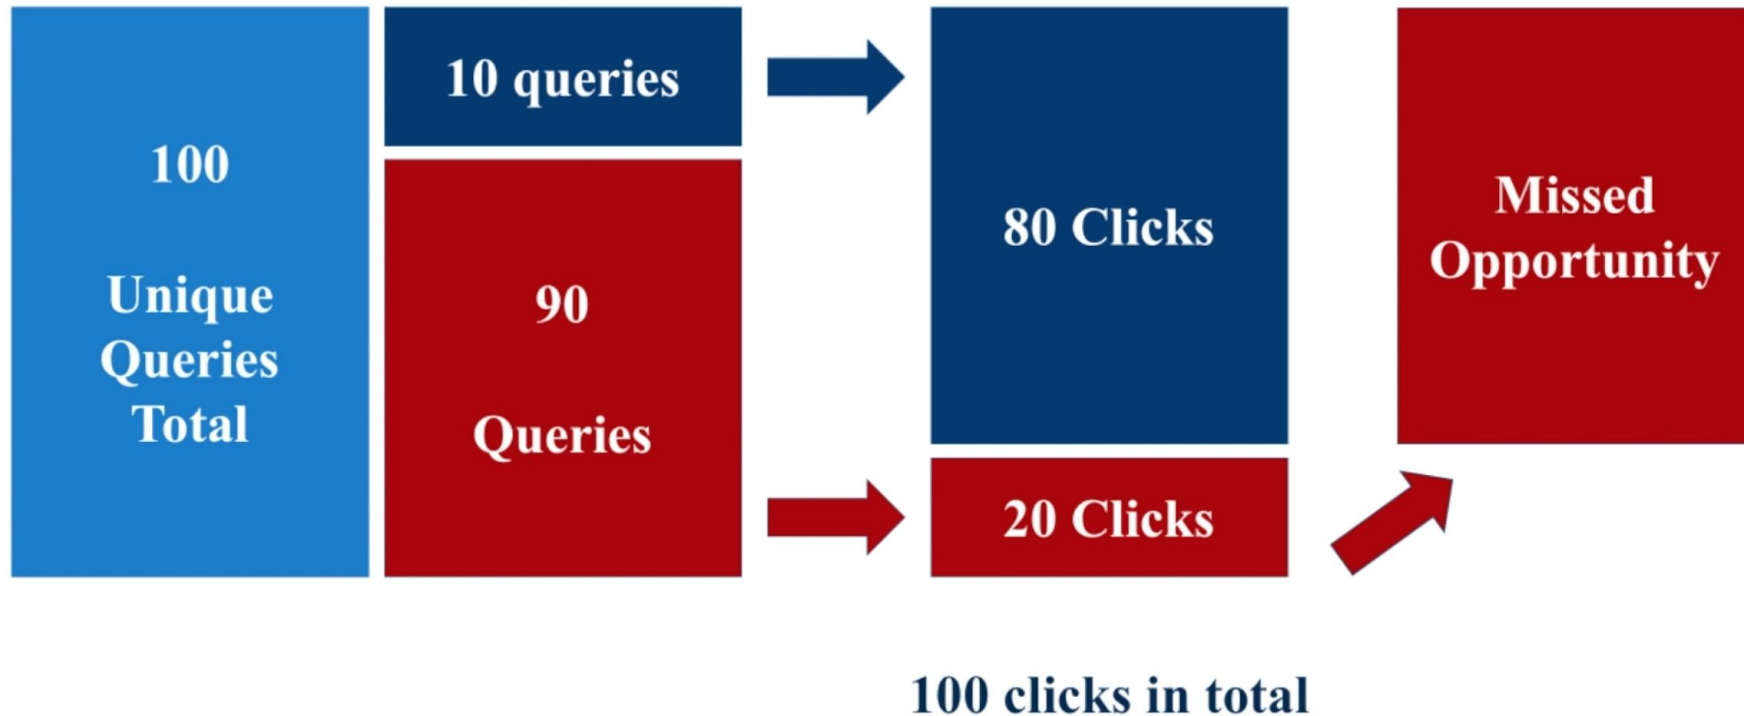 100
Unique
Queries
Total
10 queries
90
Queries
80 Clicks
20 Clicks
Missed
Opportunity
100 clicks in total